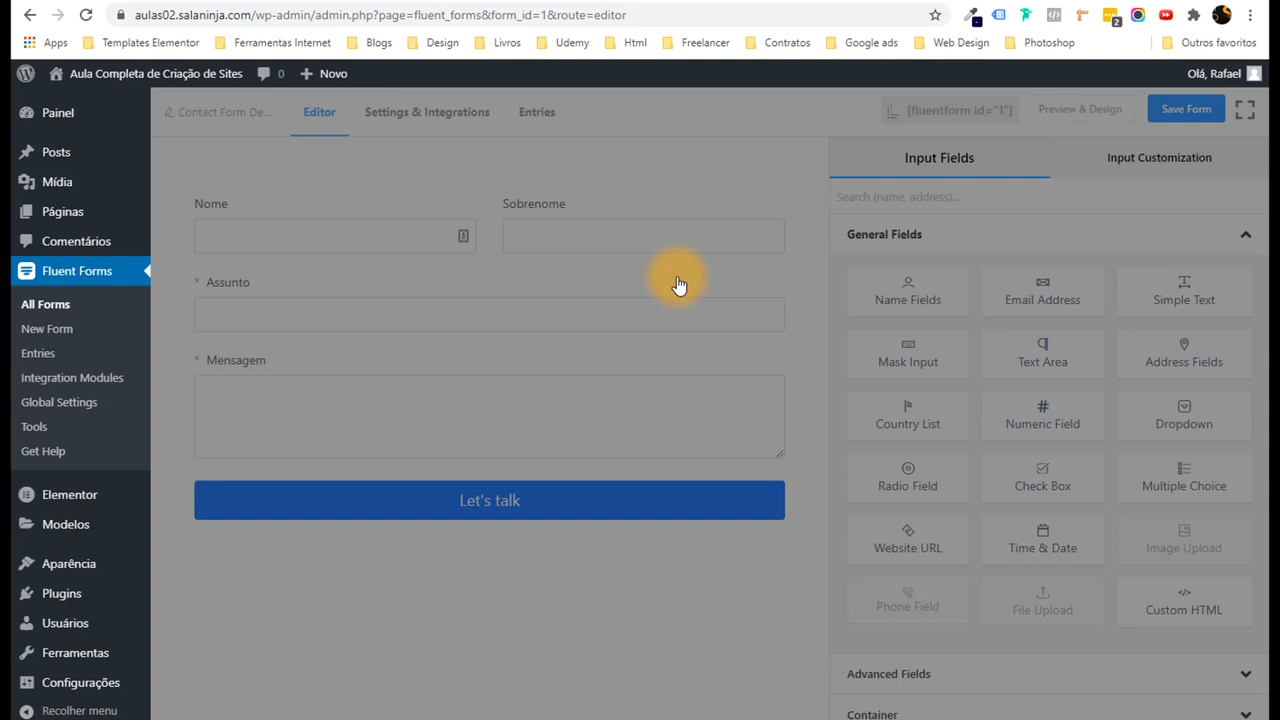 aulas02.salaninja.com/wp-admin/admin.php?page=fluent_forms&form_id=1&route=editor
2
Apps Templates Elementor Ferramentas Internet Blogs Design Livros Udemy Html Freelancer Contratos Google ads Web Design Photoshop Outros favoritos
Aula Completa de Criação de Sites 0 Novo Olá, Rafael
Painel
Posts
Mídia
Páginas
Comentários
Fluent Forms
All Forms
New Form
Entries
Integration Modules
Global Settings
Tools
Get Help
Elementor
Modelos
Aparência
Plugins
Usuários
Ferramentas
Configurações
Recolher menu
Contact Form De... Editor Settings & Integrations Entries [fluentform id="1"] Preview & Design Save Form
Nome Sobrenome
* Assunto
* Mensagem
Let's talk
Input Fields Input Customization
Search (name, address)...
General Fields
Name Fields Email Address Simple Text
Mask Input Text Area Address Fields
Country List Numeric Field Dropdown
Radio Field Check Box Multiple Choice
Website URL Time & Date Image Upload
Phone Field File Upload Custom HTML
Advanced Fields
Container